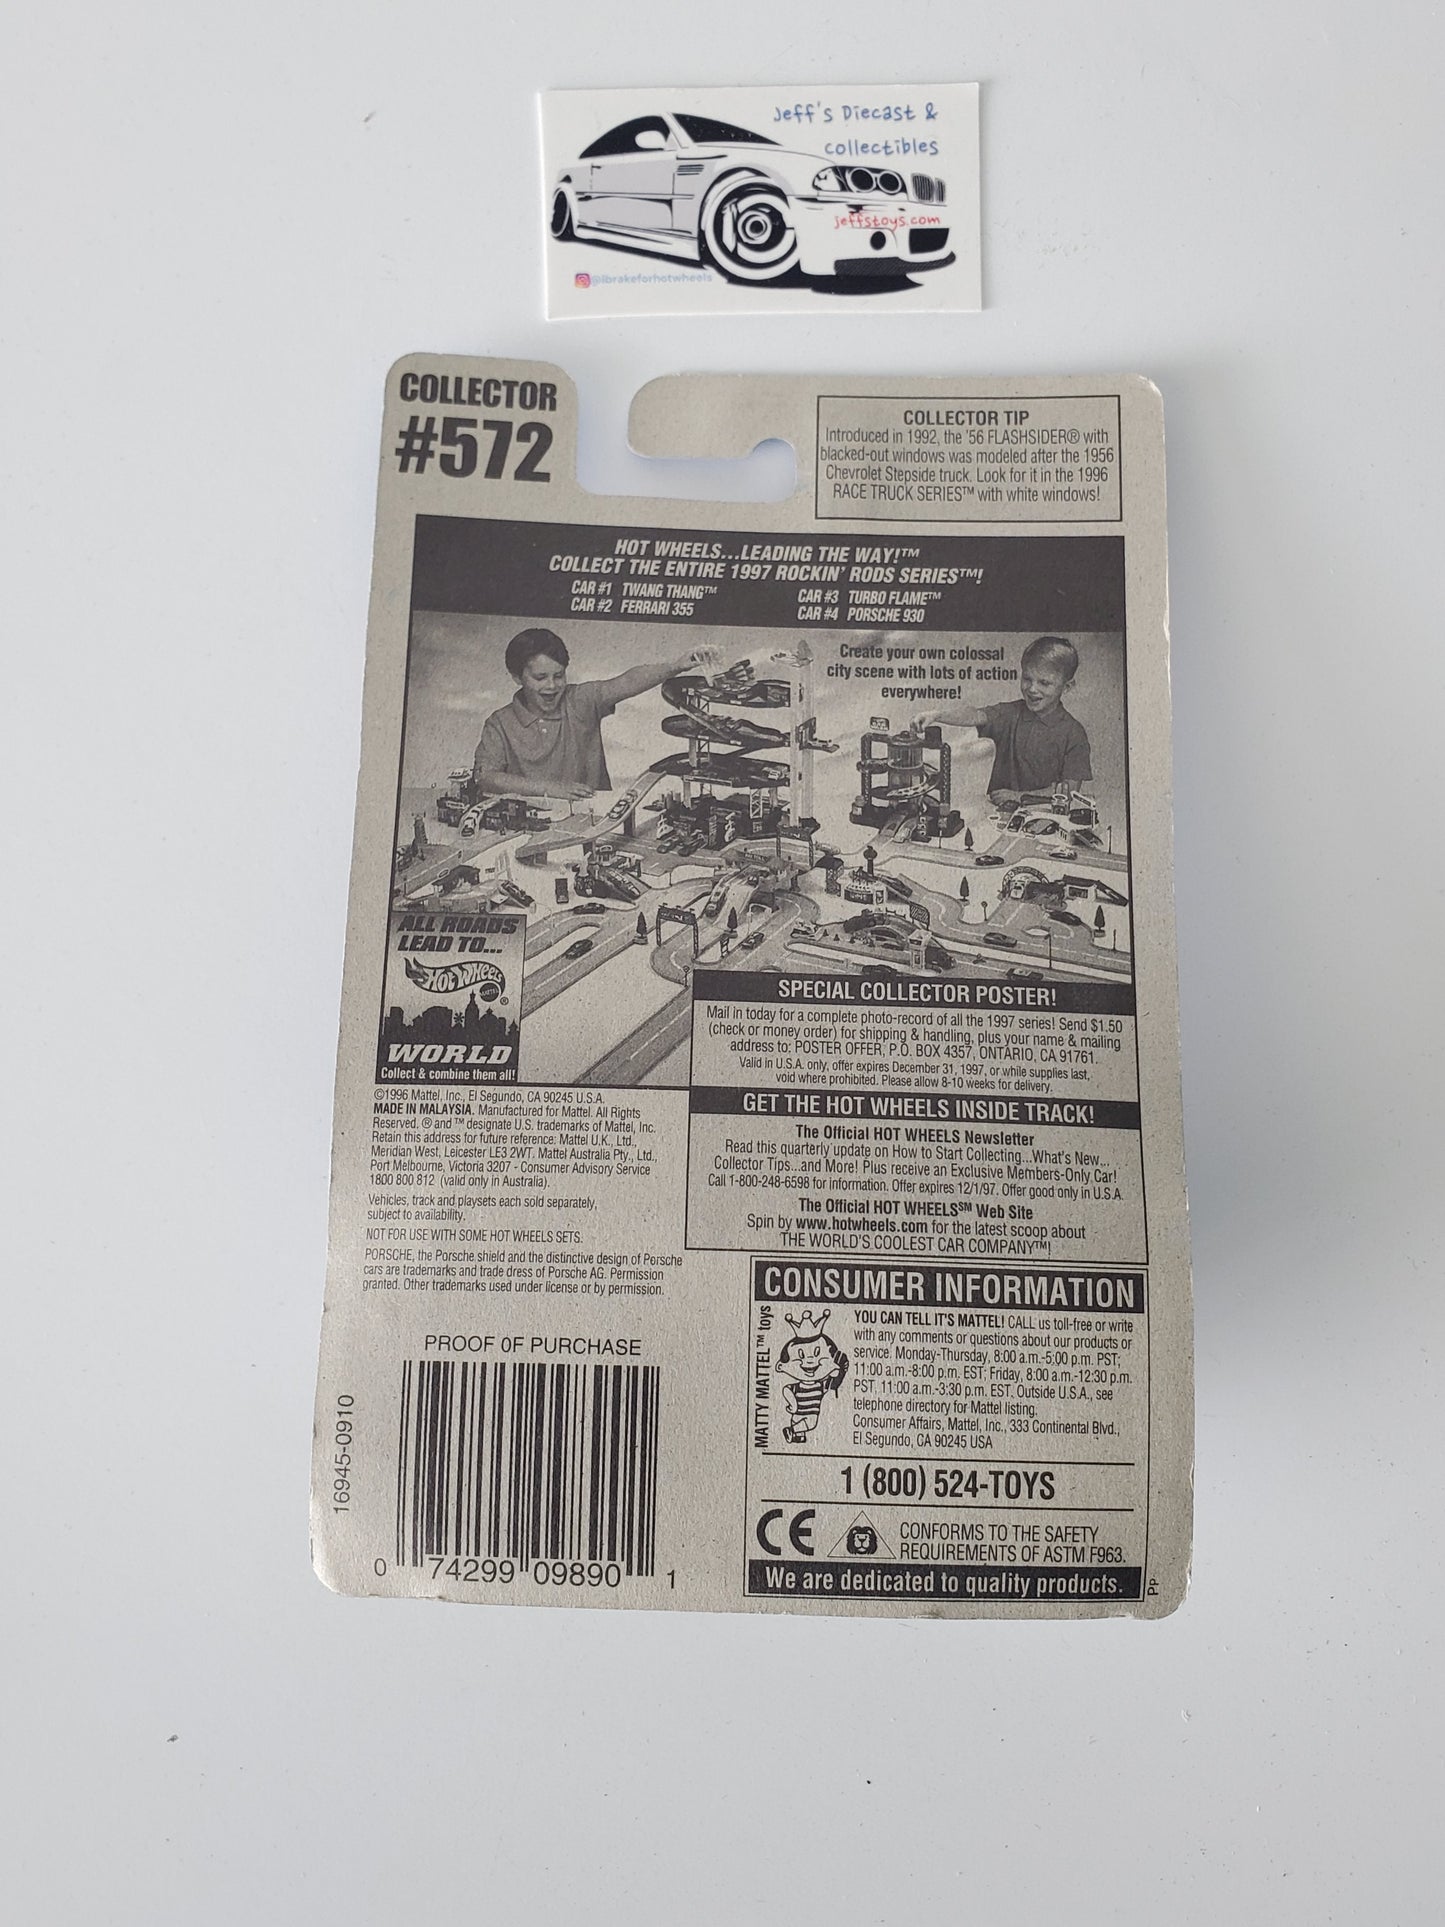 Jeff's Diecast &
collectibles
jeffstoys.com
@ibrakeforhotwheels
COLLECTOR
#572
COLLECTOR TIP
Introduced in 1992, the '56 FLASHSIDER® with
blacked-out windows was modeled after the 1956
Chevrolet Stepside truck. Look for it in the 1996
RACE TRUCK SERIES™ with white windows!
HOT WHEELS...LEADING THE WAY!™
COLLECT THE ENTIRE 1997 ROCKIN' RODS SERIES™!
CAR #1 TWANG THANG™
CAR #2 FERRARI 355
CAR #3 TURBO FLAME™
CAR #4 PORSCHE 930
Create your own colossal
city scene with lots of action
everywhere!
ALL ROADS
LEAD TO...
HOT WHEELS
MATTEL
®
WORLD
Collect & combine them all!
SPECIAL COLLECTOR POSTER!
Mail in today for a complete photo-record of all the 1997 series! Send $1.50
(check or money order) for shipping & handling, plus your name & mailing
address to: POSTER OFFER, P.O. BOX 4357, ONTARIO, CA 91761.
Valid in U.S.A. only, offer expires December 31, 1997, or while supplies last,
void where prohibited. Please allow 8-10 weeks for delivery.
GET THE HOT WHEELS INSIDE TRACK!
The Official HOT WHEELS Newsletter
Read this quarterly update on How to Start Collecting...What's New...
Collector Tips...and More! Plus receive an Exclusive Members-Only Car!
Call 1-800-248-6598 for information. Offer expires 12/1/97. Offer good only in U.S.A.
The Official HOT WHEELS℠ Web Site
Spin by www.hotwheels.com for the latest scoop about
THE WORLD'S COOLEST CAR COMPANY™!
©1996 Mattel, Inc., El Segundo, CA 90245 U.S.A.
MADE IN MALAYSIA. Manufactured for Mattel. All Rights
Reserved. ® and ™ designate U.S. trademarks of Mattel, Inc.
Retain this address for future reference: Mattel U.K., Ltd.,
Meridian West, Leicester LE3 2WT. Mattel Australia Pty., Ltd.,
Port Melbourne, Victoria 3207 - Consumer Advisory Service
1800 800 812 (valid only in Australia).
Vehicles, track and playsets each sold separately,
subject to availability.
NOT FOR USE WITH SOME HOT WHEELS SETS.
PORSCHE, the Porsche shield and the distinctive design of Porsche
cars are trademarks and trade dress of Porsche AG. Permission
granted. Other trademarks used under license or by permission.
PROOF OF PURCHASE
16945-0910
0 74299 09890 1
CONSUMER INFORMATION
MATTY MATTEL™ toys
YOU CAN TELL IT'S MATTEL! CALL us toll-free or write
with any comments or questions about our products or
service. Monday-Thursday, 8:00 a.m.-5:00 p.m. PST;
11:00 a.m.-8:00 p.m. EST; Friday, 8:00 a.m.-12:30 p.m.
PST, 11:00 a.m.-3:30 p.m. EST. Outside U.S.A., see
telephone directory for Mattel listing.
Consumer Affairs, Mattel, Inc., 333 Continental Blvd.,
El Segundo, CA 90245 USA
1 (800) 524-TOYS
CE
CONFORMS TO THE SAFETY
REQUIREMENTS OF ASTM F963.
We are dedicated to quality products.
Pp